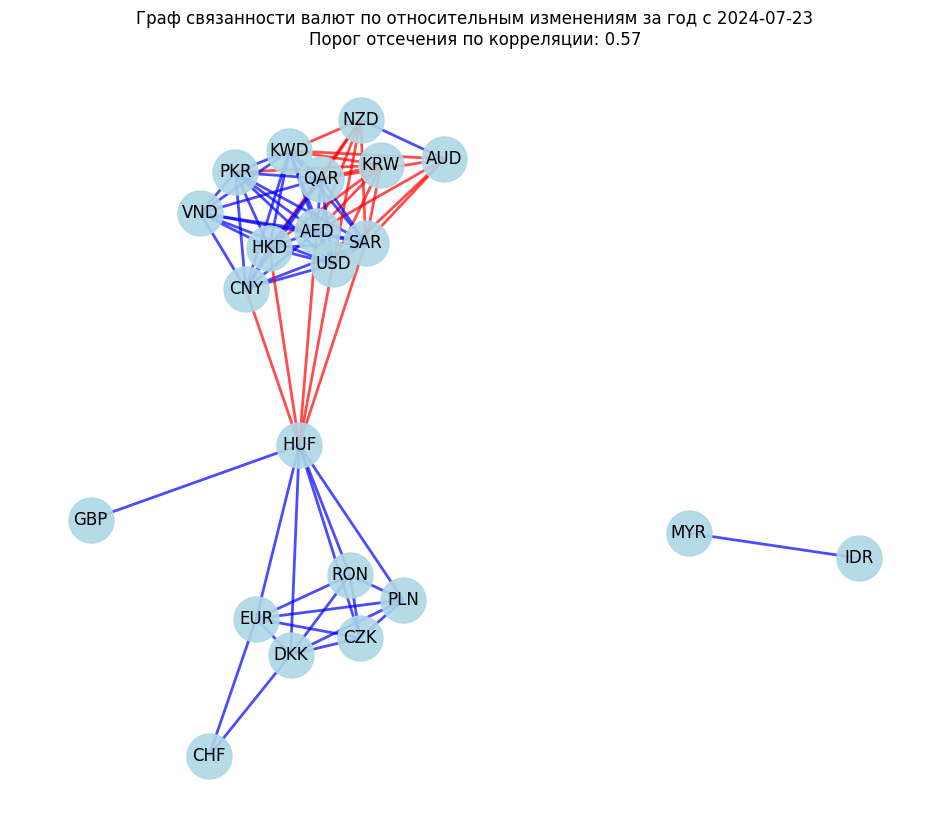 Граф связанности валют по относительным изменениям за год с 2024-07-23
Порог отсечения по корреляции: 0.57
NZD
KWD
KRW
AUD
PKR
QAR
VND
AED
HKD
SAR
USD
CNY
HUF
GBP
MYR
IDR
RON
PLN
EUR
CZK
DKK
CHF